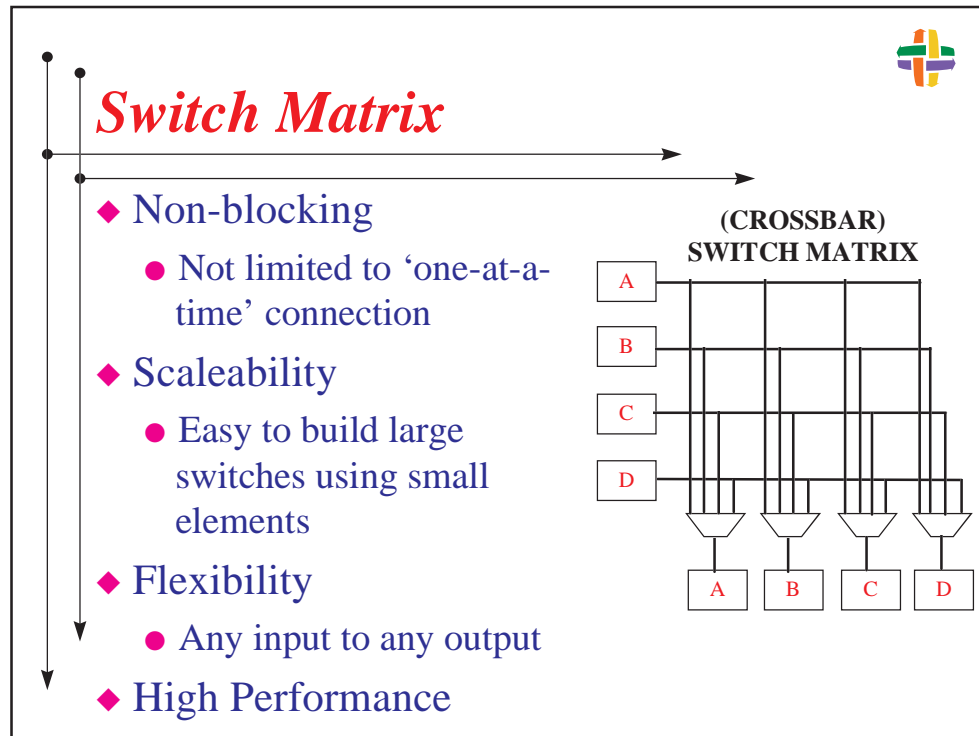 Switch Matrix
◆ Non-blocking
● Not limited to ‘one-at-a-
time’ connection
◆ Scaleability
● Easy to build large
switches using small
elements
◆ Flexibility
● Any input to any output
◆ High Performance
(CROSSBAR)
SWITCH MATRIX
A
B
C
D
A B C D